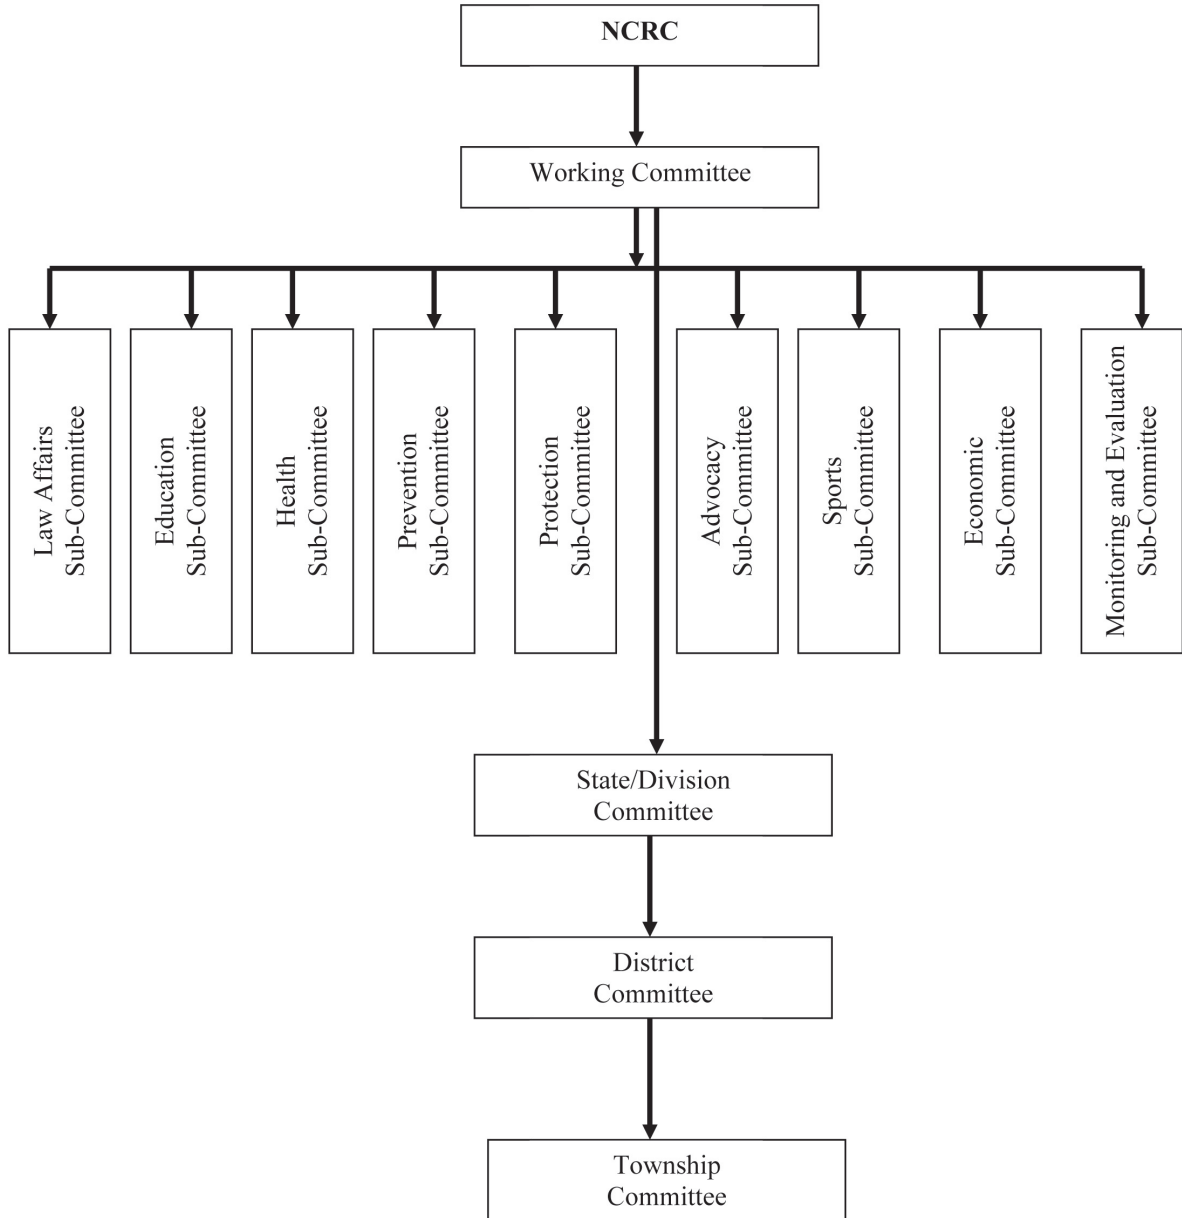 NCRC
Working Committee
Law Affairs
Sub-Committee
Education
Sub-Committee
Health
Sub-Committee
Prevention
Sub-Committee
Protection
Sub-Committee
Advocacy
Sub-Committee
Sports
Sub-Committee
Economic
Sub-Committee
Monitoring and Evaluation
Sub-Committee
State/Division
Committee
District
Committee
Township
Committee